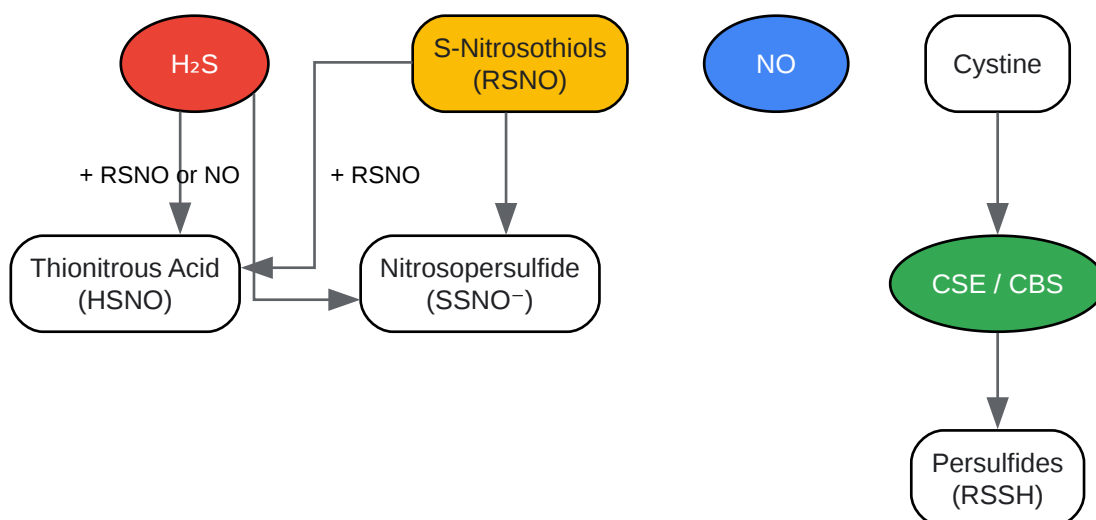 H₂S
S-Nitrosothiols
(RSNO)
NO
Cystine
+ RSNO or NO
+ RSNO
Thionitrous Acid
(HSNO)
Nitrosopersulfide
(SSNO⁻)
CSE / CBS
Persulfides
(RSSH)